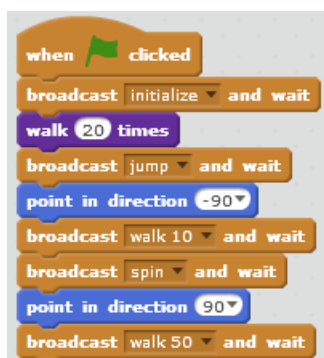 when clicked
broadcast initialize and wait
walk 20 times
broadcast jump and wait
point in direction -90
broadcast walk 10 and wait
broadcast spin and wait
point in direction 90
broadcast walk 50 and wait